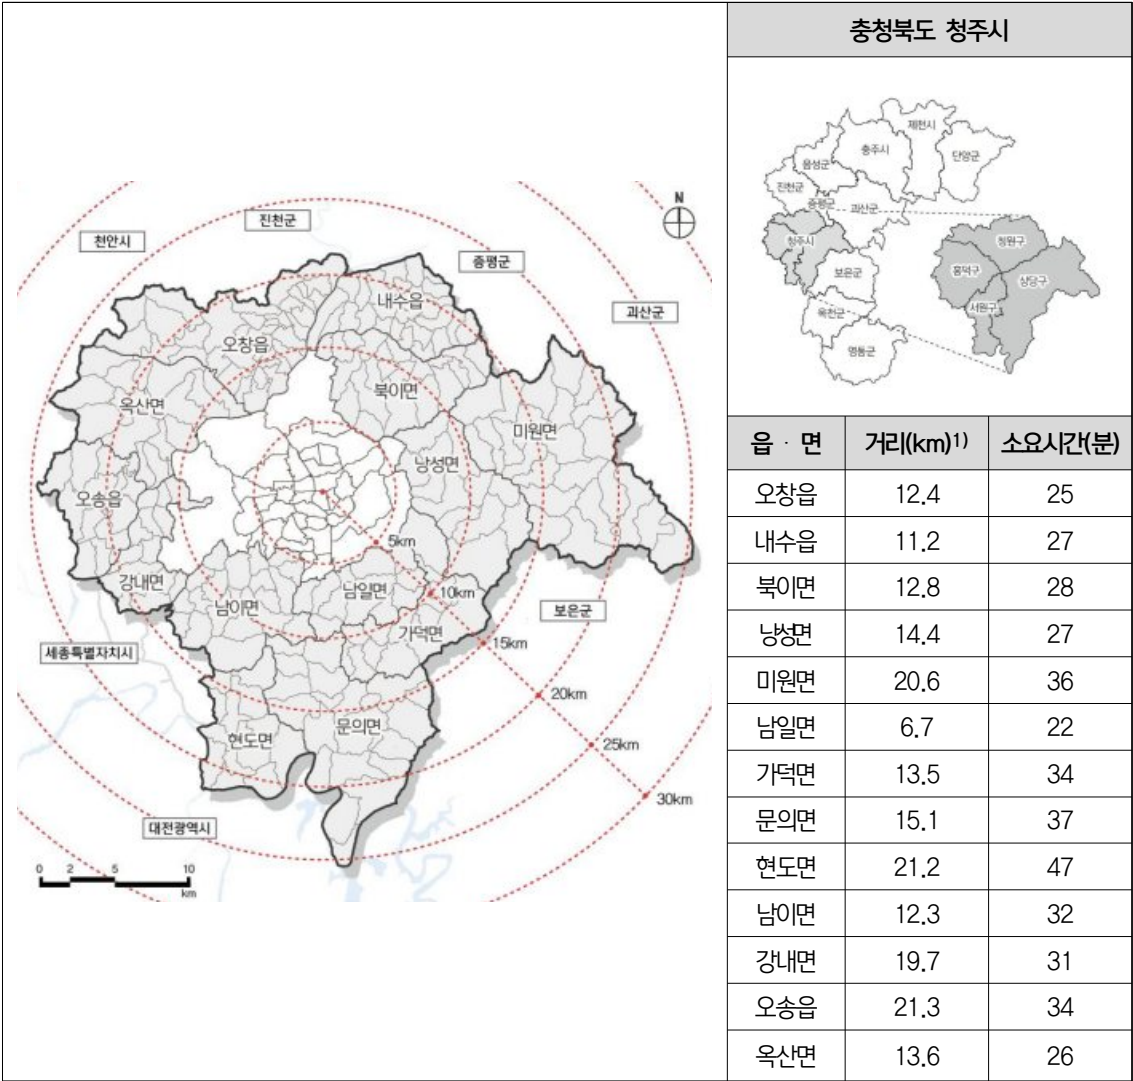 충청북도 청주시
제천시
단양군
충주시
음성군
진천군
증평군
괴산군
청주시
보은군
옥천군
영동군
청원구
흥덕구
상당구
서원구
N
진천군
천안시
증평군
괴산군
내수읍
오창읍
북이면
옥산면
미원면
낭성면
오송읍
5km
강내면
남이면
남일면
10km
가덕면
보은군
15km
세종특별자치시
20km
문의면
현도면
25km
30km
대전광역시
0 2 5 10
km
읍 · 면 거리(km)1) 소요시간(분)
오창읍 12.4 25
내수읍 11.2 27
북이면 12.8 28
낭성면 14.4 27
미원면 20.6 36
남일면 6.7 22
가덕면 13.5 34
문의면 15.1 37
현도면 21.2 47
남이면 12.3 32
강내면 19.7 31
오송읍 21.3 34
옥산면 13.6 26